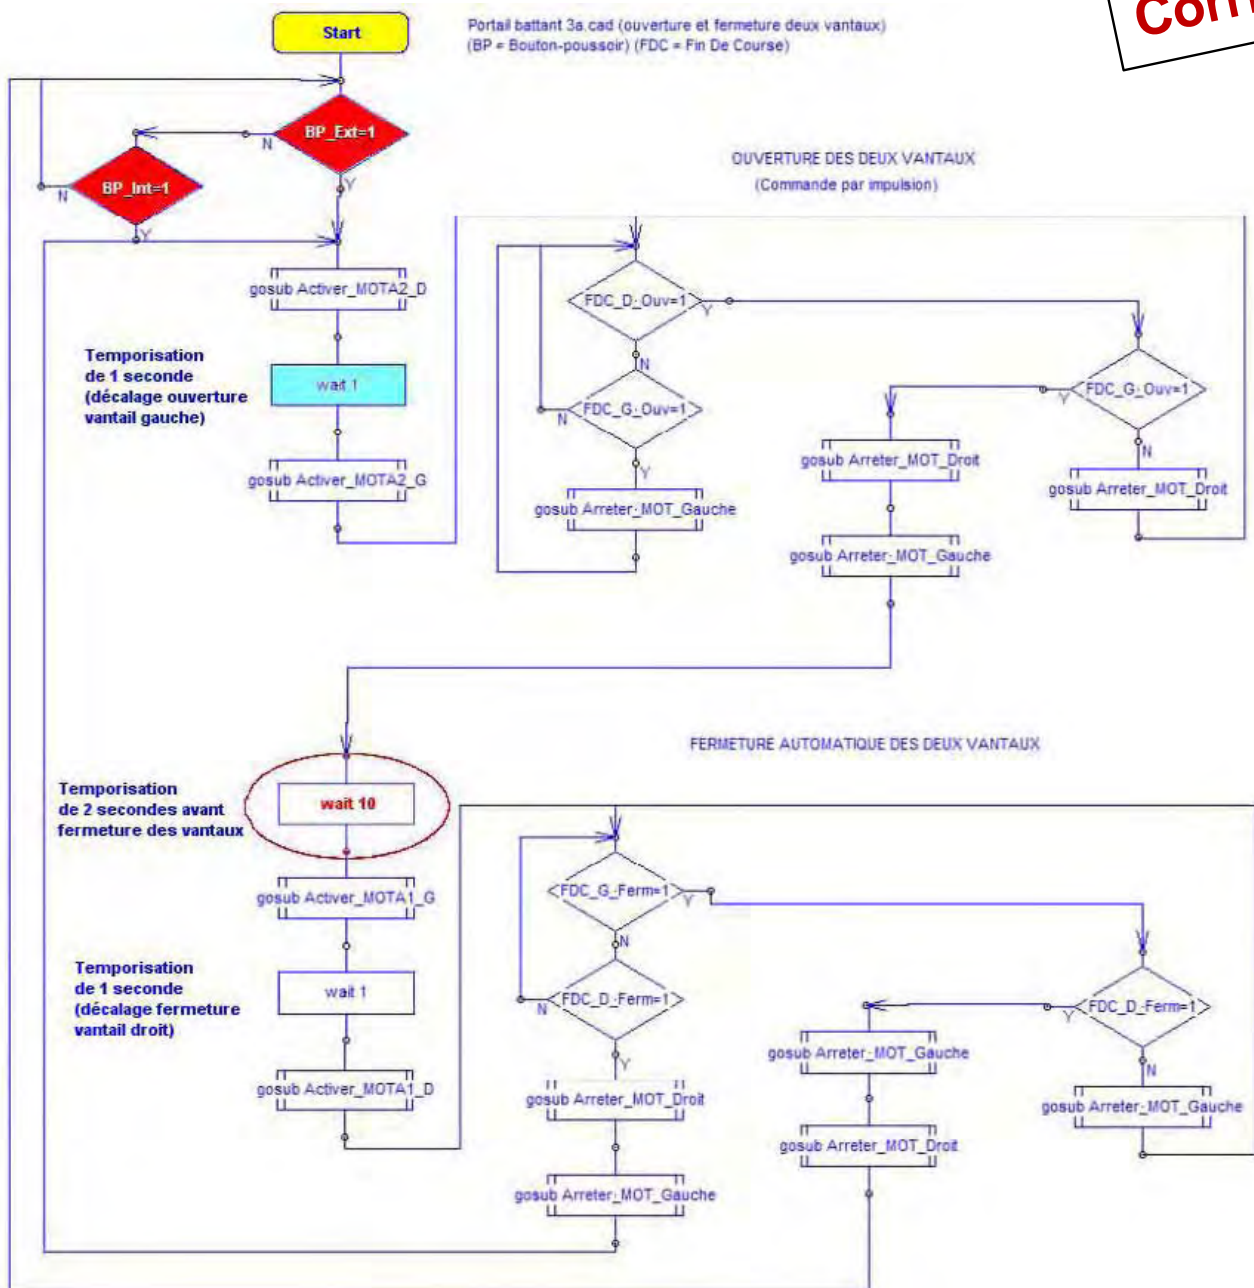 Start
Portail battant 3a.cad (ouverture et fermeture deux vantaux)
(BP = Bouton-poussoir) (FDC = Fin De Course)
BP_Ext=1
N
Y
BP_Int=1
N
Y
OUVERTURE DES DEUX VANTAUX
(Commande par impulsion)
gosub Activer_MOTA2_D
Temporisation
de 1 seconde
(décalage ouverture
vantail gauche)
wait 1
gosub Activer_MOTA2_G
FDC_D_Ouv=1
Y
N
FDC_G_Ouv=1
N
Y
gosub Arreter_MOT_Gauche
FDC_G_Ouv=1
Y
N
gosub Arreter_MOT_Droit
gosub Arreter_MOT_Droit
gosub Arreter_MOT_Gauche
FERMETURE AUTOMATIQUE DES DEUX VANTAUX
Temporisation
de 2 secondes avant
fermeture des vantaux
wait 10
gosub Activer_MOTA1_G
Temporisation
de 1 seconde
(décalage fermeture
vantail droit)
wait 1
gosub Activer_MOTA1_D
FDC_G_Ferm=1
Y
N
FDC_D_Ferm=1
N
Y
gosub Arreter_MOT_Droit
gosub Arreter_MOT_Gauche
FDC_D_Ferm=1
Y
N
gosub Arreter_MOT_Gauche
gosub Arreter_MOT_Gauche
gosub Arreter_MOT_Droit